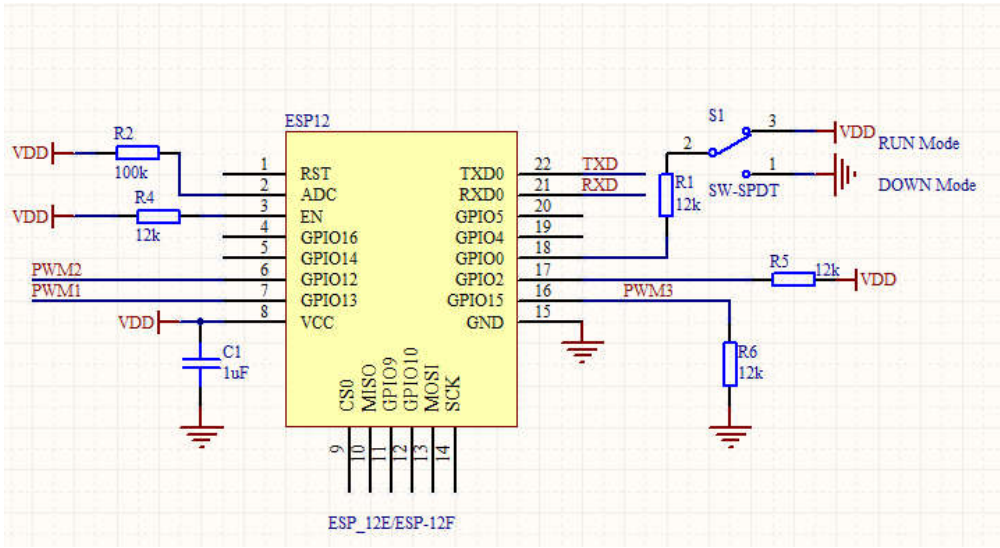 ESP12
S1
3
VDD
RUN Mode
2
1
SW-SPDT
DOWN Mode
R2
VDD
100k
R4
VDD
12k
1 RST
2 ADC
3 EN
4 GPIO16
5 GPIO14
PWM2 6 GPIO12
PWM1 7 GPIO13
VDD 8 VCC
C1
1uF
TXD0 22 TXD
RXD0 21 RXD
GPIO5 20
GPIO4 19
GPIO0 18
GPIO2 17
GPIO15 16 PWM3
GND 15
R1
12k
R5 12k VDD
R6
12k
CS0 MISO GPIO9 GPIO10 MOSI SCK
9 10 11 12 13 14
ESP_12E/ESP-12F